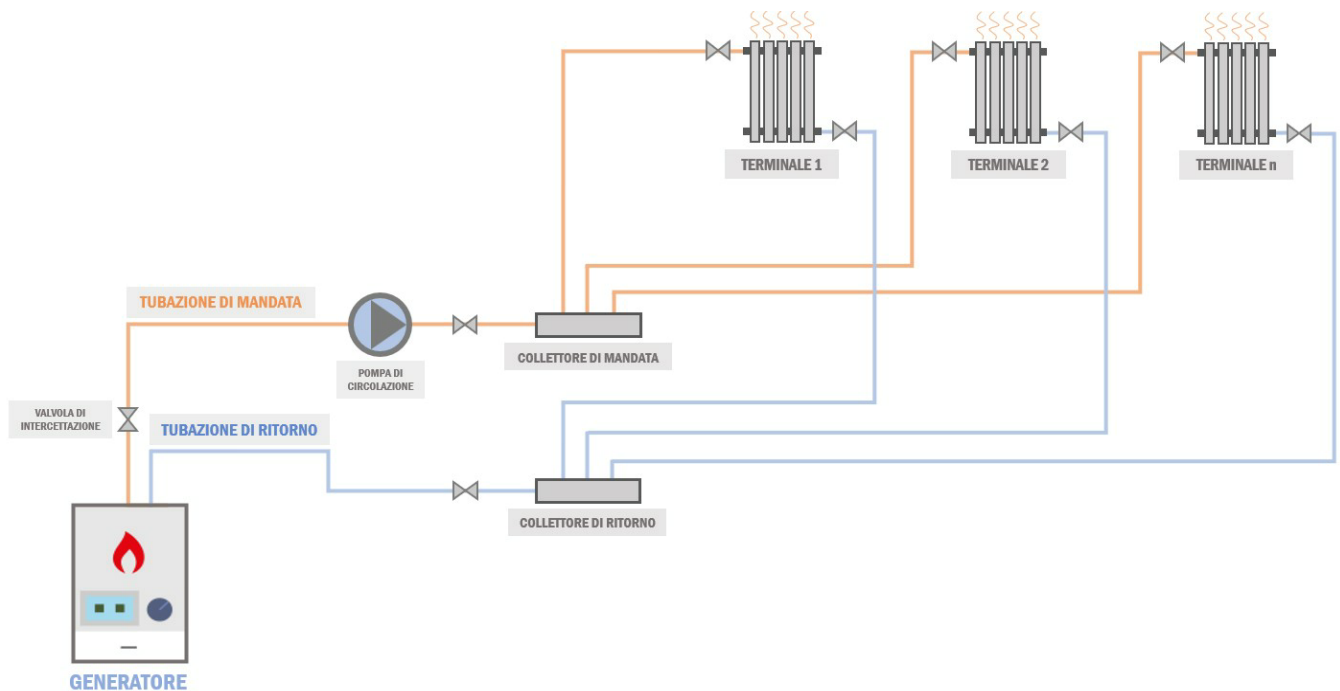 TERMINALE 1
TERMINALE 2
TERMINALE n
TUBAZIONE DI MANDATA
COLLETTORE DI MANDATA
POMPA DI
CIRCOLAZIONE
VALVOLA DI
INTERCETTAZIONE
TUBAZIONE DI RITORNO
COLLETTORE DI RITORNO
GENERATORE